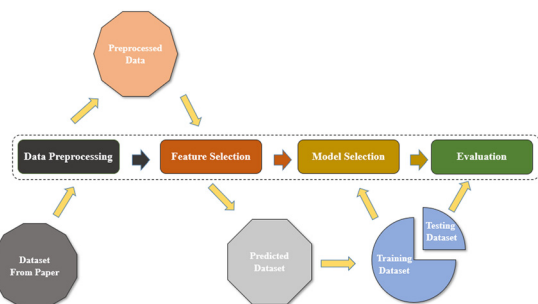 Preprocessed
Data
Data Preprocessing
Feature Selection
Model Selection
Evaluation
Dataset
From Paper
Predicted
Dataset
Training
Dataset
Testing
Dataset